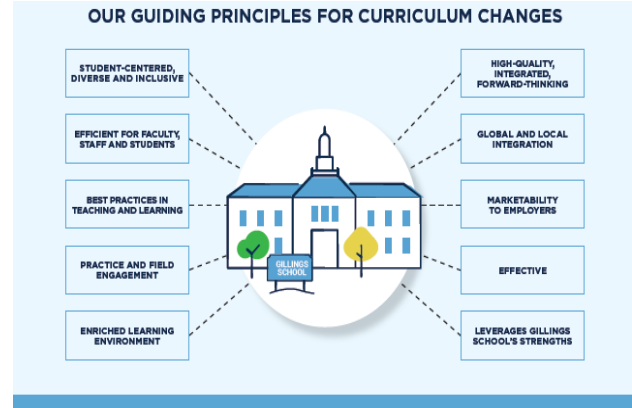 OUR GUIDING PRINCIPLES FOR CURRICULUM CHANGES
STUDENT-CENTERED,
DIVERSE AND INCLUSIVE
EFFICIENT FOR FACULTY,
STAFF AND STUDENTS
BEST PRACTICES IN
TEACHING AND LEARNING
PRACTICE AND FIELD
ENGAGEMENT
ENRICHED LEARNING
ENVIRONMENT
GILLINGS
SCHOOL
HIGH-QUALITY,
INTEGRATED,
FORWARD-THINKING
GLOBAL AND LOCAL
INTEGRATION
MARKETABILITY
TO EMPLOYERS
EFFECTIVE
LEVERAGES GILLINGS
SCHOOL'S STRENGTHS